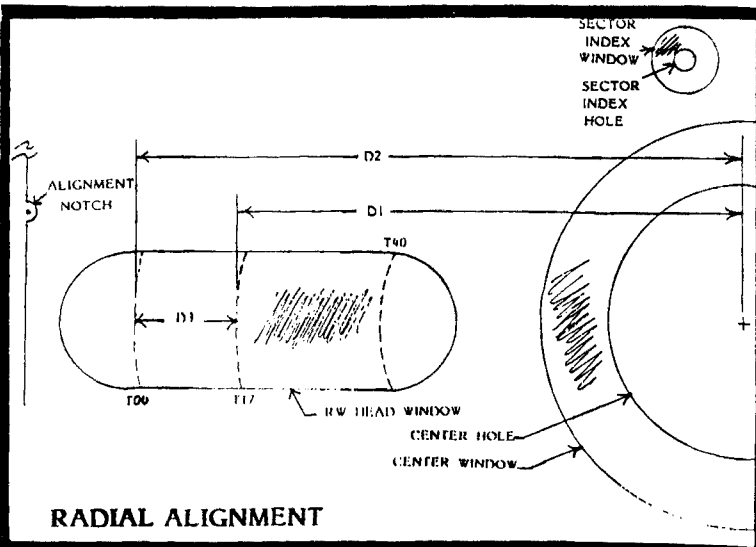 SECTOR
INDEX
WINDOW
SECTOR
INDEX
HOLE
D2
ALIGNMENT
NOTCH
D1
T40
D3
T00
T17
RW HEAD WINDOW
CENTER HOLE
CENTER WINDOW
RADIAL ALIGNMENT